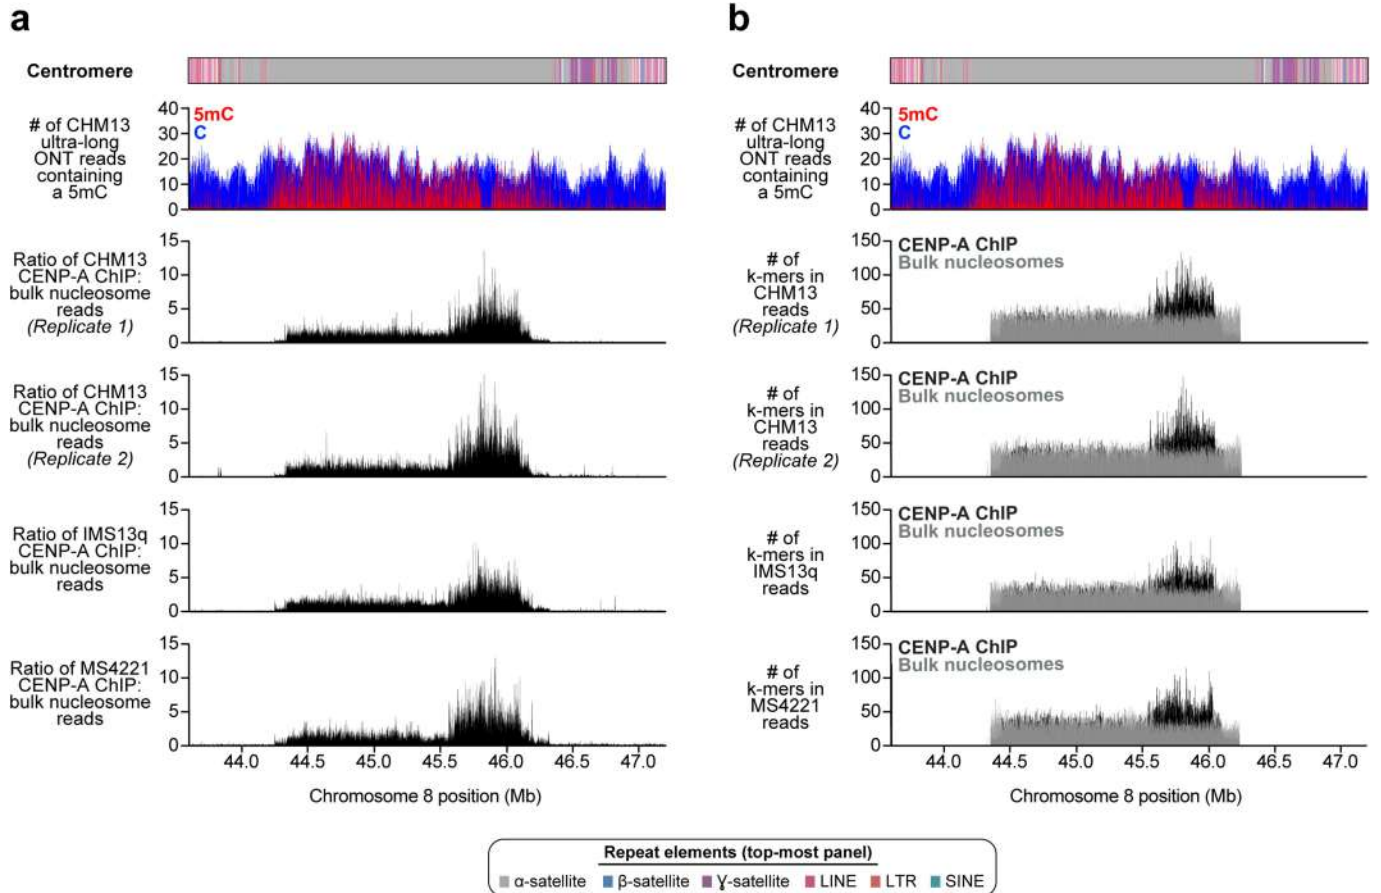 a
Centromere
# of CHM13
ultra-long
ONT reads
containing
a 5mC
40
30
20
10
0
5mC
C
Ratio of CHM13
CENP-A ChIP:
bulk nucleosome
reads
(Replicate 1)
15
10
5
0
Ratio of CHM13
CENP-A ChIP:
bulk nucleosome
reads
(Replicate 2)
15
10
5
0
Ratio of IMS13q
CENP-A ChIP:
bulk nucleosome
reads
15
10
5
0
Ratio of MS4221
CENP-A ChIP:
bulk nucleosome
reads
15
10
5
0
44.0 44.5 45.0 45.5 46.0 46.5 47.0
Chromosome 8 position (Mb)
b
Centromere
# of CHM13
ultra-long
ONT reads
containing
a 5mC
40
30
20
10
0
5mC
C
# of
k-mers in
CHM13
reads
(Replicate 1)
150
100
50
0
CENP-A ChIP
Bulk nucleosomes
# of
k-mers in
CHM13
reads
(Replicate 2)
150
100
50
0
CENP-A ChIP
Bulk nucleosomes
# of
k-mers in
IMS13q
reads
150
100
50
0
CENP-A ChIP
Bulk nucleosomes
# of
k-mers in
MS4221
reads
150
100
50
0
CENP-A ChIP
Bulk nucleosomes
44.0 44.5 45.0 45.5 46.0 46.5 47.0
Chromosome 8 position (Mb)
Repeat elements (top-most panel)
α-satellite β-satellite Ɣ-satellite LINE LTR SINE